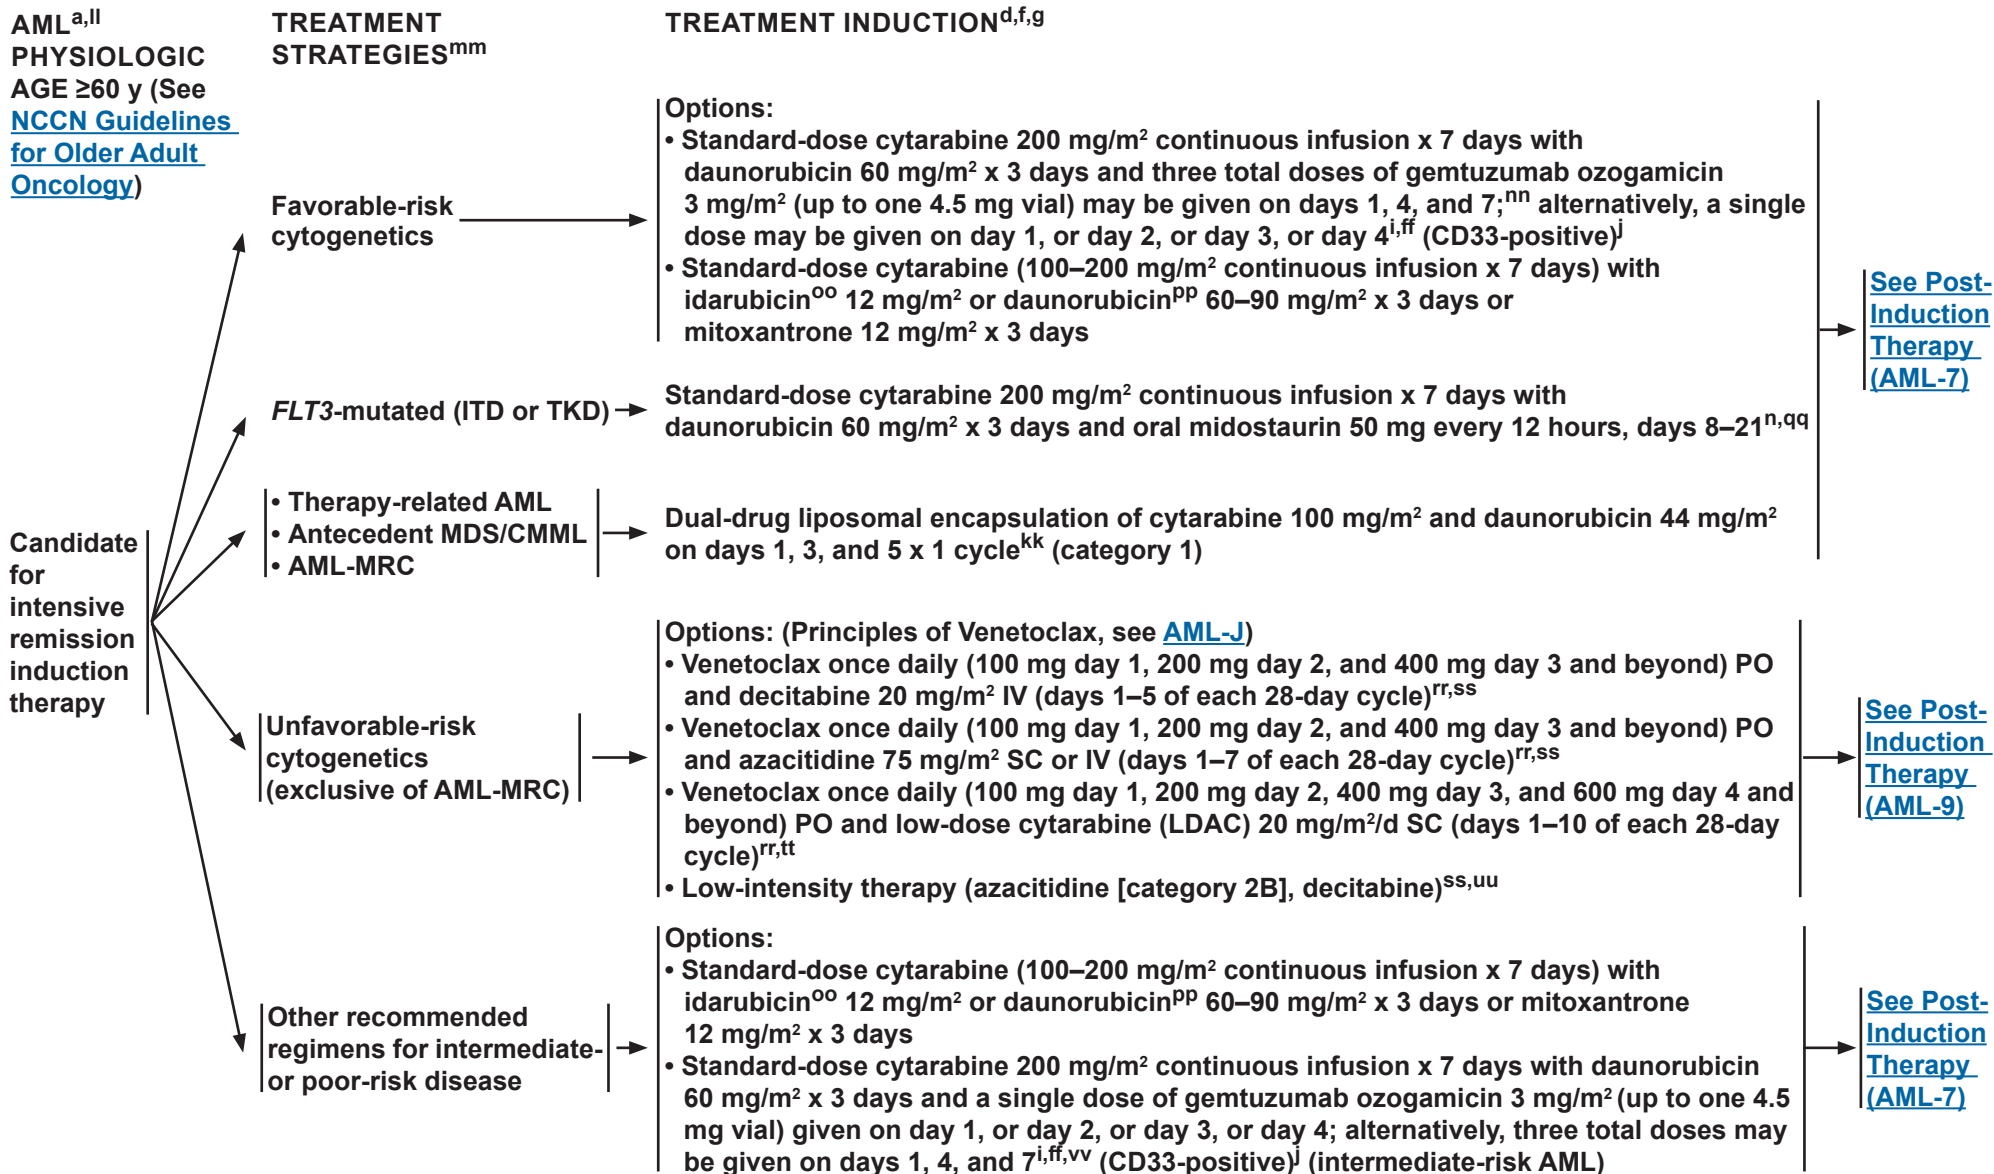 AMLa,ll
PHYSIOLOGIC
AGE ≥60 y (See
NCCN Guidelines
for Older Adult
Oncology)
TREATMENT
STRATEGIESmm
TREATMENT INDUCTIONd,f,g
Candidate
for
intensive
remission
induction
therapy
Favorable-risk
cytogenetics
Options:
• Standard-dose cytarabine 200 mg/m² continuous infusion x 7 days with
daunorubicin 60 mg/m² x 3 days and three total doses of gemtuzumab ozogamicin
3 mg/m² (up to one 4.5 mg vial) may be given on days 1, 4, and 7;nn alternatively, a single
dose may be given on day 1, or day 2, or day 3, or day 4i,ff (CD33-positive)j
• Standard-dose cytarabine (100–200 mg/m² continuous infusion x 7 days) with
idarubicinoo 12 mg/m² or daunorubicinpp 60–90 mg/m² x 3 days or
mitoxantrone 12 mg/m² x 3 days
FLT3-mutated (ITD or TKD)
Standard-dose cytarabine 200 mg/m² continuous infusion x 7 days with
daunorubicin 60 mg/m² x 3 days and oral midostaurin 50 mg every 12 hours, days 8–21n,qq
• Therapy-related AML
• Antecedent MDS/CMML
• AML-MRC
Dual-drug liposomal encapsulation of cytarabine 100 mg/m² and daunorubicin 44 mg/m²
on days 1, 3, and 5 x 1 cyclekk (category 1)
See Post-
Induction
Therapy
(AML-7)
Unfavorable-risk
cytogenetics
(exclusive of AML-MRC)
Options: (Principles of Venetoclax, see AML-J)
• Venetoclax once daily (100 mg day 1, 200 mg day 2, and 400 mg day 3 and beyond) PO
and decitabine 20 mg/m² IV (days 1–5 of each 28-day cycle)rr,ss
• Venetoclax once daily (100 mg day 1, 200 mg day 2, and 400 mg day 3 and beyond) PO
and azacitidine 75 mg/m² SC or IV (days 1–7 of each 28-day cycle)rr,ss
• Venetoclax once daily (100 mg day 1, 200 mg day 2, 400 mg day 3, and 600 mg day 4 and
beyond) PO and low-dose cytarabine (LDAC) 20 mg/m²/d SC (days 1–10 of each 28-day
cycle)rr,tt
• Low-intensity therapy (azacitidine [category 2B], decitabine)ss,uu
See Post-
Induction
Therapy
(AML-9)
Other recommended
regimens for intermediate-
or poor-risk disease
Options:
• Standard-dose cytarabine (100–200 mg/m² continuous infusion x 7 days) with
idarubicinoo 12 mg/m² or daunorubicinpp 60–90 mg/m² x 3 days or mitoxantrone
12 mg/m² x 3 days
• Standard-dose cytarabine 200 mg/m² continuous infusion x 7 days with daunorubicin
60 mg/m² x 3 days and a single dose of gemtuzumab ozogamicin 3 mg/m² (up to one 4.5
mg vial) given on day 1, or day 2, or day 3, or day 4; alternatively, three total doses may
be given on days 1, 4, and 7i,ff,vv (CD33-positive)j (intermediate-risk AML)
See Post-
Induction
Therapy
(AML-7)